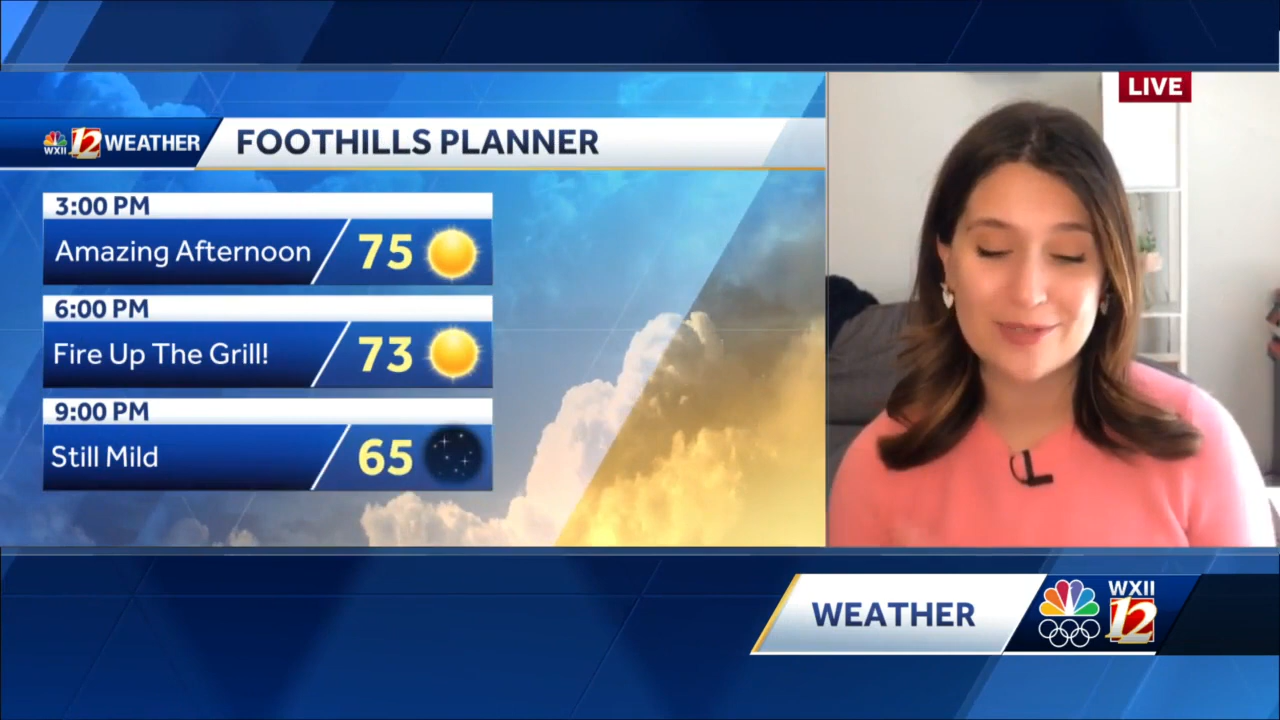 LIVE
WXII 12 WEATHER
FOOTHILLS PLANNER
3:00 PM
Amazing Afternoon 75
6:00 PM
Fire Up The Grill! 73
9:00 PM
Still Mild 65
WEATHER
WXII
12